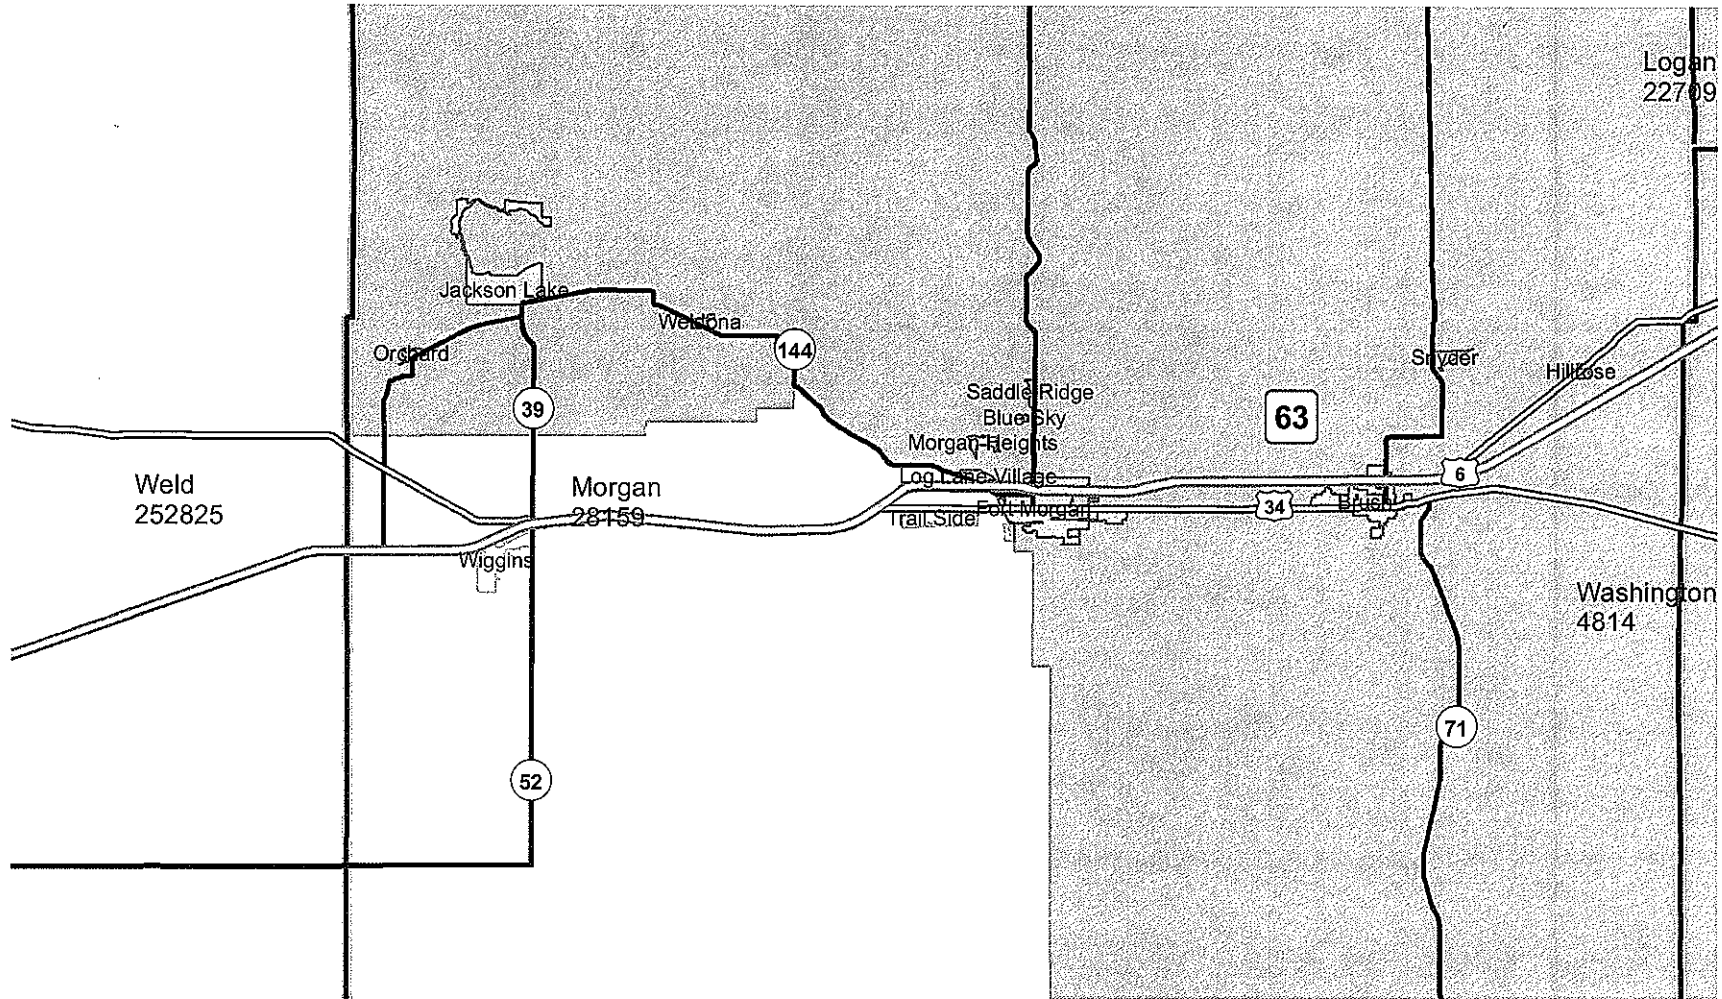 Logan
22709
Jackson Lake
Weldona
144
Orchard
Snyder
Hillrose
39
Saddle Ridge
Blue Sky
63
Morgan Heights
Weld
252825
Morgan
28159
Log Lane Village
6
34
Brush
Trail Side
Fort Morgan
Wiggins
Washington
4814
71
52